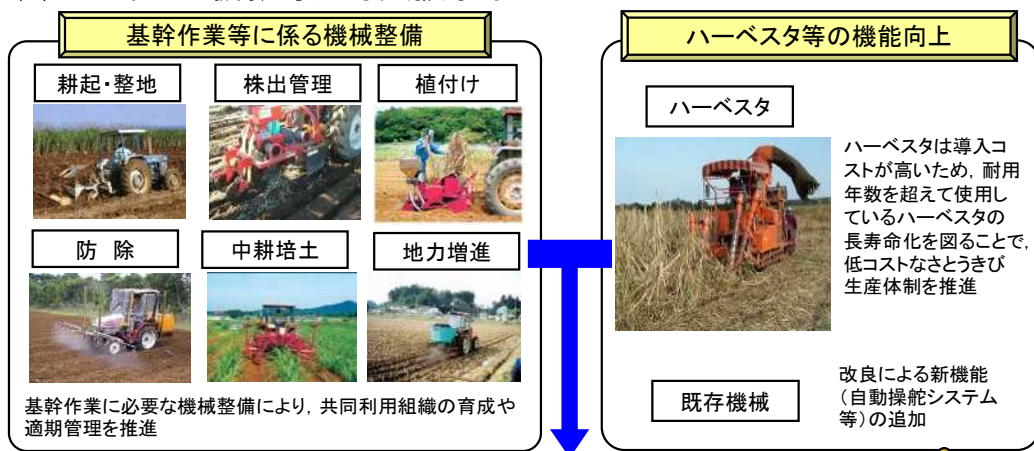 基幹作業等に係る機械整備
耕起・整地
株出管理
植付け
防 除
中耕培土
地力増進
基幹作業に必要な機械整備により，共同利用組織の育成や
適期管理を推進
ハーベスタ等の機能向上
ハーベスタ
ハーベスタは導入コ
ストが高いため，耐用
年数を超えて使用し
ているハーベスタの
長寿命化を図ることで，
低コストなさとうきび
生産体制を推進
既存機械
改良による新機能
（自動操舵システム
等）の追加